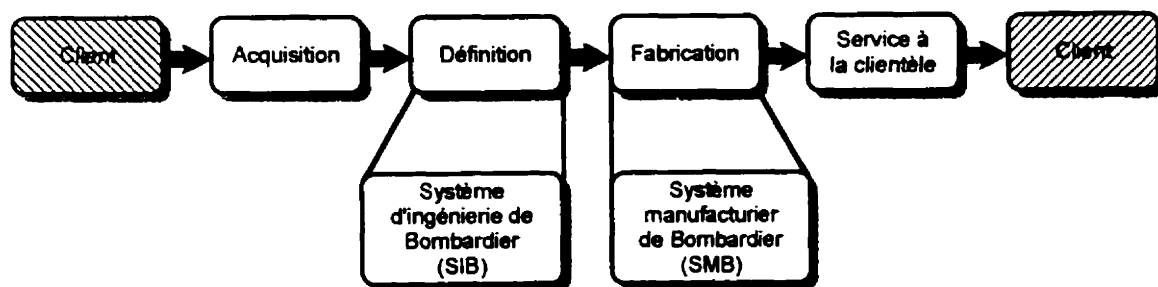 Client
Acquisition
Définition
Fabrication
Service à
la clientèle
Client
Système
d'ingénierie de
Bombardier
(SIB)
Système
manufacturier
de Bombardier
(SMB)